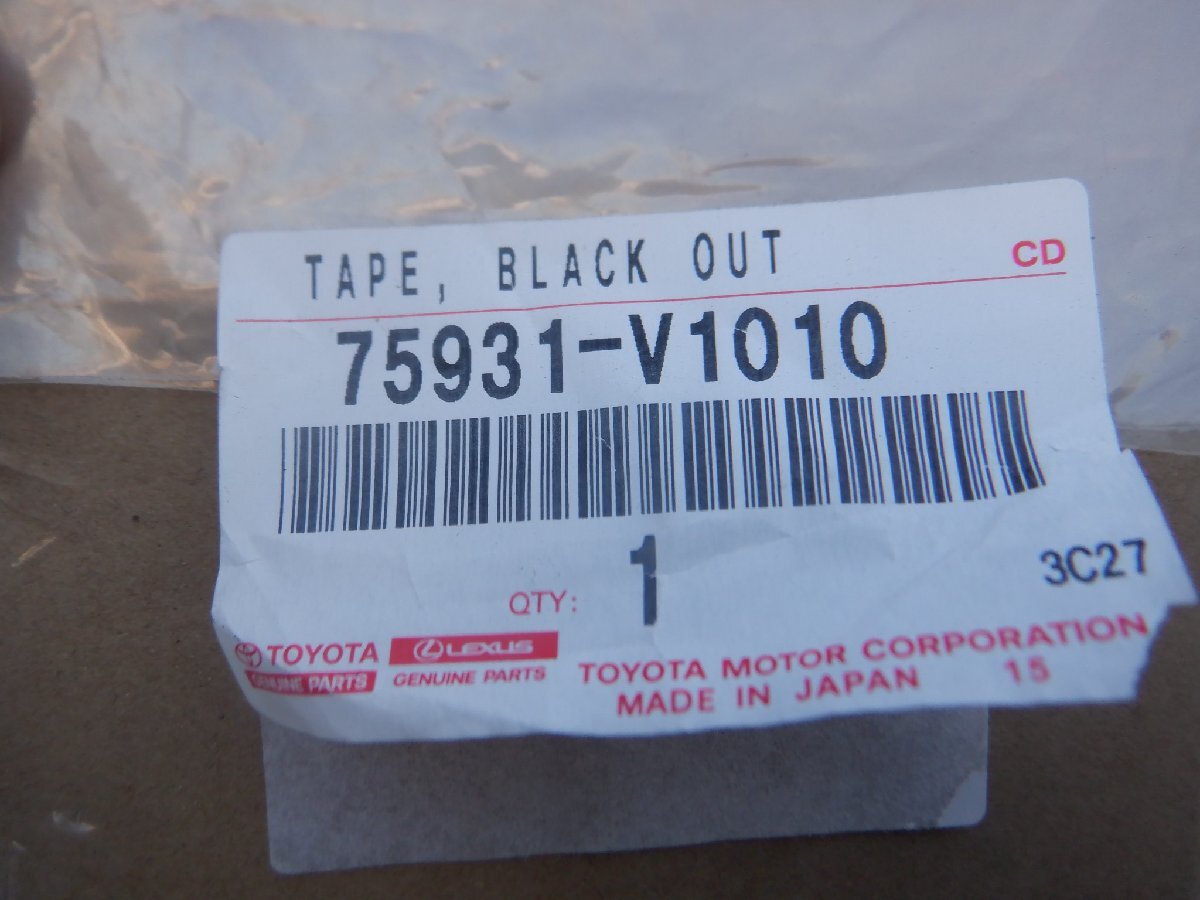 TAPE, BLACK OUT CD
75931-V1010
QTY: 1
3C27
TOYOTA LEXUS
GENUINE PARTS GENUINE PARTS
TOYOTA MOTOR CORPORATION
MADE IN JAPAN 15